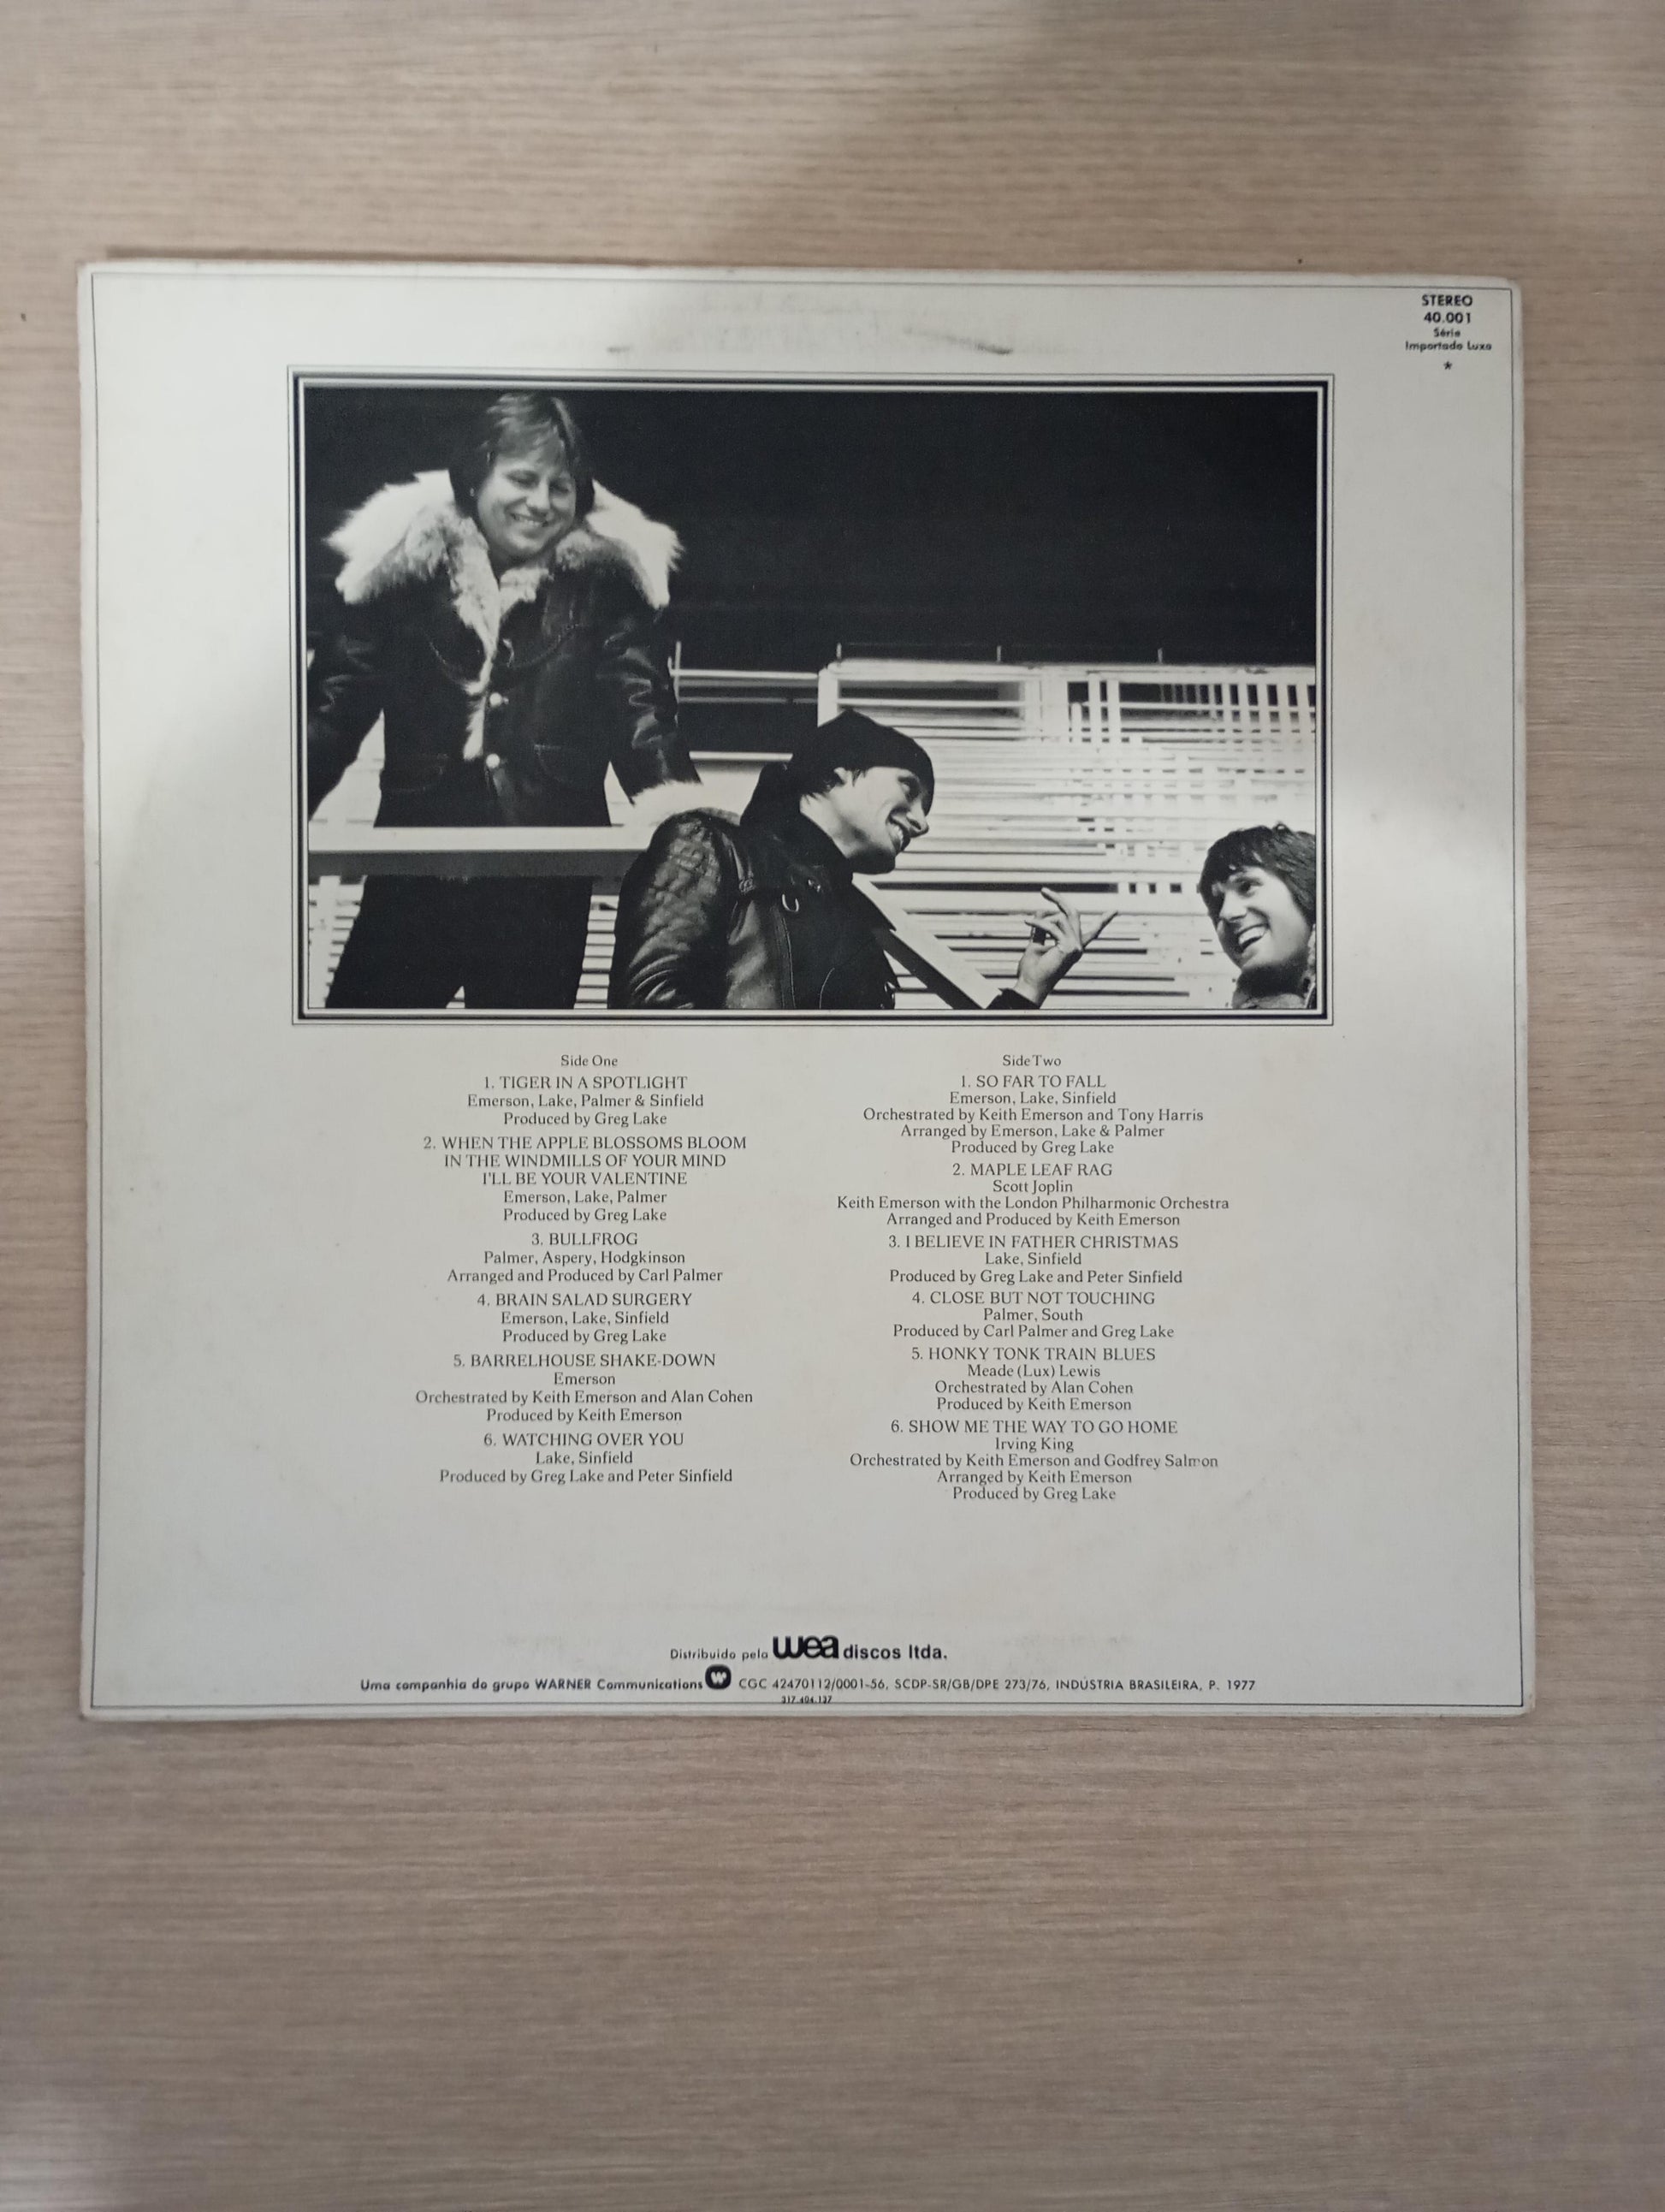 STEREO
40.001
Série
Importado Luxo
*
Side One
1. TIGER IN A SPOTLIGHT
Emerson, Lake, Palmer & Sinfield
Produced by Greg Lake
2. WHEN THE APPLE BLOSSOMS BLOOM
IN THE WINDMILLS OF YOUR MIND
I'LL BE YOUR VALENTINE
Emerson, Lake, Palmer
Produced by Greg Lake
3. BULLFROG
Palmer, Aspery, Hodgkinson
Arranged and Produced by Carl Palmer
4. BRAIN SALAD SURGERY
Emerson, Lake, Sinfield
Produced by Greg Lake
5. BARRELHOUSE SHAKE-DOWN
Emerson
Orchestrated by Keith Emerson and Alan Cohen
Produced by Keith Emerson
6. WATCHING OVER YOU
Lake, Sinfield
Produced by Greg Lake and Peter Sinfield
Side Two
1. SO FAR TO FALL
Emerson, Lake, Sinfield
Orchestrated by Keith Emerson and Tony Harris
Arranged by Emerson, Lake & Palmer
Produced by Greg Lake
2. MAPLE LEAF RAG
Scott Joplin
Keith Emerson with the London Philharmonic Orchestra
Arranged and Produced by Keith Emerson
3. I BELIEVE IN FATHER CHRISTMAS
Lake, Sinfield
Produced by Greg Lake and Peter Sinfield
4. CLOSE BUT NOT TOUCHING
Palmer, South
Produced by Carl Palmer and Greg Lake
5. HONKY TONK TRAIN BLUES
Meade (Lux) Lewis
Orchestrated by Alan Cohen
Produced by Keith Emerson
6. SHOW ME THE WAY TO GO HOME
Irving King
Orchestrated by Keith Emerson and Godfrey Salmon
Arranged by Keith Emerson
Produced by Greg Lake
Distribuido pela wea discos ltda.
Uma companhia do grupo WARNER Communications W CGC 42470112/0001-56, SCDP-SR/GB/DPE 273/76, INDÚSTRIA BRASILEIRA, P. 1977
317.404.137